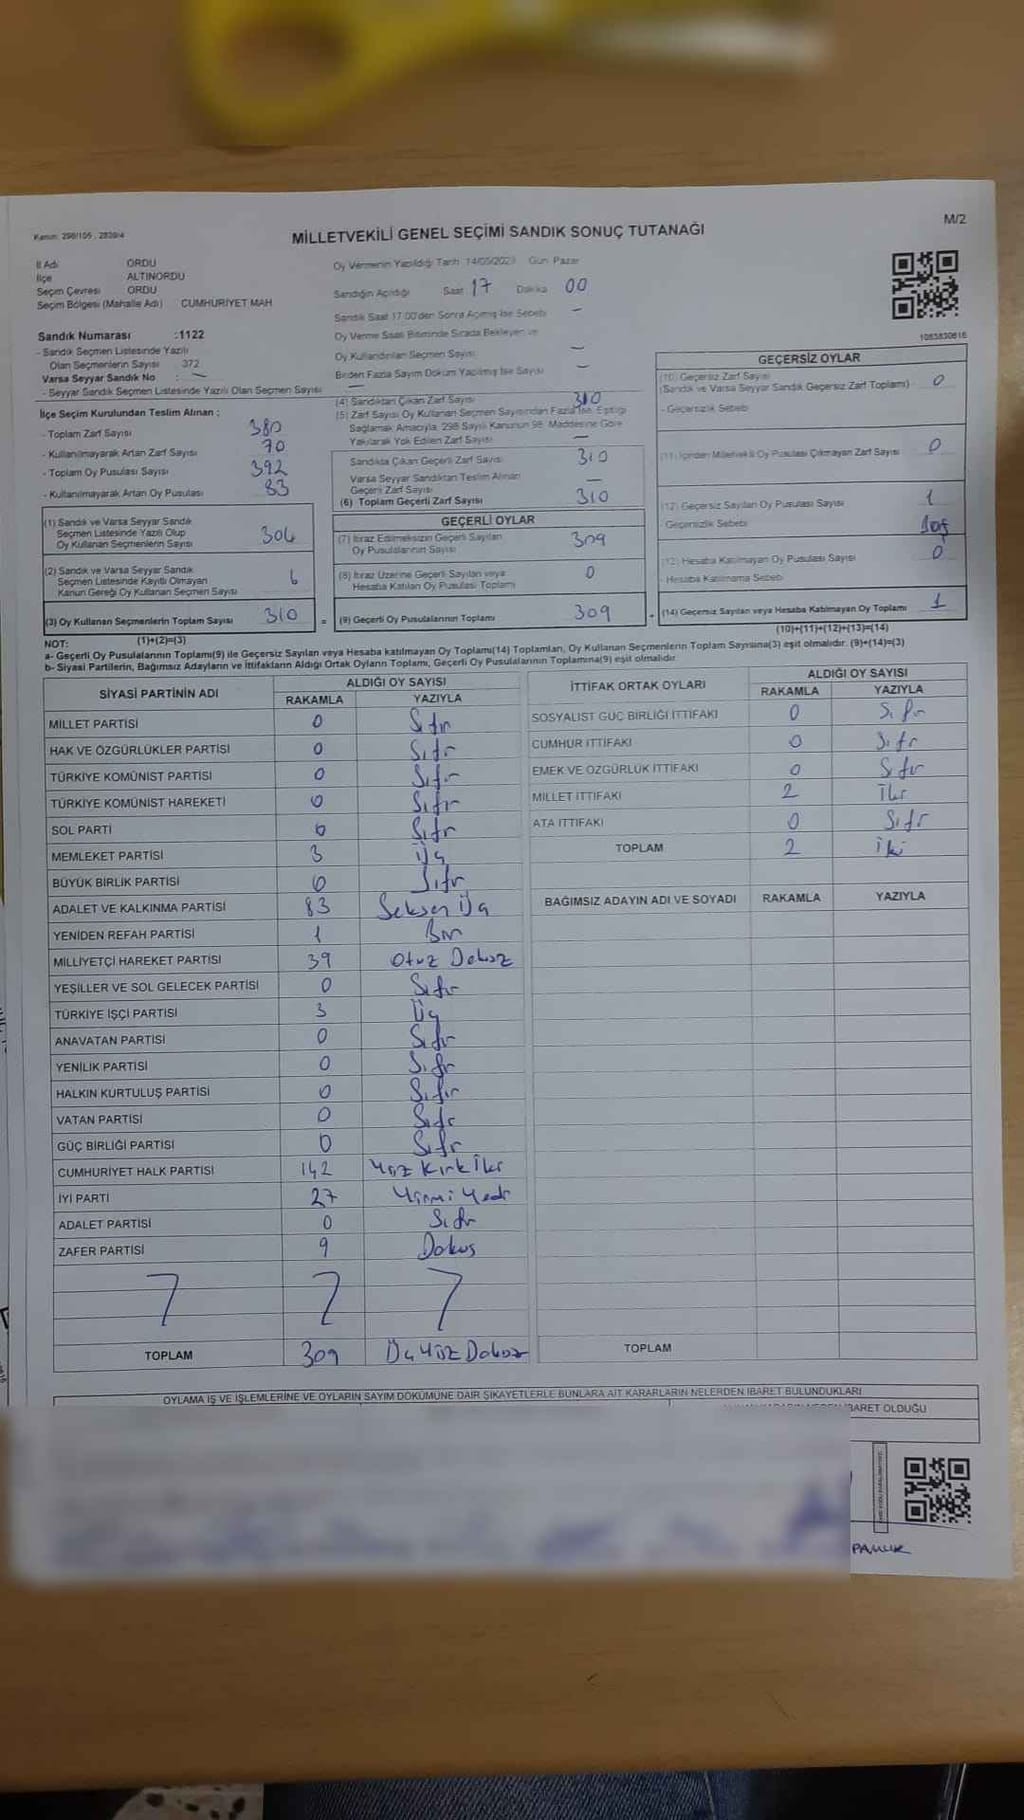 M/2
Kanun: 298/105 , 2839/4
MİLLETVEKİLİ GENEL SEÇİMİ SANDIK SONUÇ TUTANAĞI
İl Adı ORDU
İlçe ALTINORDU
Seçim Çevresi ORDU
Seçim Bölgesi (Mahalle Adı) CUMHURİYET MAH
Sandık Numarası :1122
- Sandık Seçmen Listesinde Yazılı
Olan Seçmenlerin Sayısı 372
Varsa Seyyar Sandık No : —
- Seyyar Sandık Seçmen Listesinde Yazılı Olan Seçmen Sayısı —
Oy Vermenin Yapıldığı Tarih 14/05/2023 Gün Pazar
Sandığın Açıldığı Saat 17 Dakika 00
Sandık Saat 17:00'den Sonra Açılmış İse Sebebi —
Oy Verme Saati Bitiminde Sırada Bekleyen ve
Oy Kullandırılan Seçmen Sayısı —
Birden Fazla Sayım Döküm Yapılmış İse Sayısı —
1085830816
İlçe Seçim Kurulundan Teslim Alınan ;
- Toplam Zarf Sayısı 380
- Kullanılmayarak Artan Zarf Sayısı 70
- Toplam Oy Pusulası Sayısı 392
- Kullanılmayarak Artan Oy Pusulası 83
(1) Sandık ve Varsa Seyyar Sandık
Seçmen Listesinde Yazılı Olup
Oy Kullanan Seçmenlerin Sayısı 304
(2) Sandık ve Varsa Seyyar Sandık
Seçmen Listesinde Kayıtlı Olmayan
Kanun Gereği Oy Kullanan Seçmen Sayısı 6
(3) Oy Kullanan Seçmenlerin Toplam Sayısı 310
(1)+(2)=(3)
(4) Sandıktan Çıkan Zarf Sayısı 310
(5) Zarf Sayısı Oy Kullanan Seçmen Sayısından Fazla İse, Eşitliği
Sağlamak Amacıyla, 298 Sayılı Kanunun 98. Maddesine Göre
Yakılarak Yok Edilen Zarf Sayısı —
Sandıkta Çıkan Geçerli Zarf Sayısı 310
Varsa Seyyar Sandıktan Teslim Alınan
Geçerli Zarf Sayısı —
(6) Toplam Geçerli Zarf Sayısı 310
GEÇERLİ OYLAR
(7) İtiraz Edilmeksizin Geçerli Sayılan
Oy Pusulalarının Sayısı 309
(8) İtiraz Üzerine Geçerli Sayılan veya
Hesaba Katılan Oy Pusulası Toplamı 0
= (9) Geçerli Oy Pusulalarının Toplamı 309
GEÇERSİZ OYLAR
(10) Geçersiz Zarf Sayısı
(Sandık ve Varsa Seyyar Sandık Geçersiz Zarf Toplamı) 0
- Geçersizlik Sebebi
(11) İçinden Milletvekili Oy Pusulası Çıkmayan Zarf Sayısı 0
(12) Geçersiz Sayılan Oy Pusulası Sayısı 1
Geçersizlik Sebebi
Hesaba Katılmayan Oy Pusulası Sayısı 0
- Hesaba Katılmama Sebebi
(14) Geçersiz Sayılan veya Hesaba Katılmayan Oy Toplamı 1
(10)+(11)+(12)+(13)=(14)
NOT:
a- Geçerli Oy Pusulalarının Toplamı(9) ile Geçersiz Sayılan veya Hesaba katılmayan Oy Toplamı(14) Toplamları, Oy Kullanan Seçmenlerin Toplam Sayısına(3) eşit olmalıdır. (9)+(14)=(3)
b- Siyasi Partilerin, Bağımsız Adayların ve İttifakların Aldığı Ortak Oyların Toplamı, Geçerli Oy Pusulalarının Toplamına(9) eşit olmalıdır.
SİYASİ PARTİNİN ADI ALDIĞI OY SAYISI
RAKAMLA YAZIYLA
MİLLET PARTİSİ 0 Sıfır
HAK VE ÖZGÜRLÜKLER PARTİSİ 0 Sıfır
TÜRKİYE KOMÜNİST PARTİSİ 0 Sıfır
TÜRKİYE KOMÜNİST HAREKETİ 0 Sıfır
SOL PARTİ 0 Sıfır
MEMLEKET PARTİSİ 3 Üç
BÜYÜK BİRLİK PARTİSİ 0 Sıfır
ADALET VE KALKINMA PARTİSİ 83 Seksen Üç
YENİDEN REFAH PARTİSİ 1 Bir
MİLLİYETÇİ HAREKET PARTİSİ 39 Otuz Dokuz
YEŞİLLER VE SOL GELECEK PARTİSİ 0 Sıfır
TÜRKİYE İŞÇİ PARTİSİ 3 Üç
ANAVATAN PARTİSİ 0 Sıfır
YENİLİK PARTİSİ 0 Sıfır
HALKIN KURTULUŞ PARTİSİ 0 Sıfır
VATAN PARTİSİ 0 Sıfır
GÜÇ BİRLİĞİ PARTİSİ 0 Sıfır
CUMHURİYET HALK PARTİSİ 142 Yüz Kırk İki
İYİ PARTİ 27 Yirmi Yedi
ADALET PARTİSİ 0 Sıfır
ZAFER PARTİSİ 9 Dokus
TOPLAM 309 Üç Yüz Dokuz
İTTİFAK ORTAK OYLARI ALDIĞI OY SAYISI
RAKAMLA YAZIYLA
SOSYALİST GÜÇ BİRLİĞİ İTTİFAKI 0 Sıfır
CUMHUR İTTİFAKI 0 Sıfır
EMEK VE ÖZGÜRLÜK İTTİFAKI 0 Sıfır
MİLLET İTTİFAKI 2 İki
ATA İTTİFAKI 0 Sıfır
TOPLAM 2 İki
BAĞIMSIZ ADAYIN ADI VE SOYADI RAKAMLA YAZIYLA
TOPLAM
OYLAMA İŞ VE İŞLEMLERİNE VE OYLARIN SAYIM DÖKÜMÜNE DAİR ŞİKAYETLERLE BUNLARA AİT KARARLARIN NELERDEN İBARET BULUNDUKLARI
İBARET OLDUĞU
PAMUK